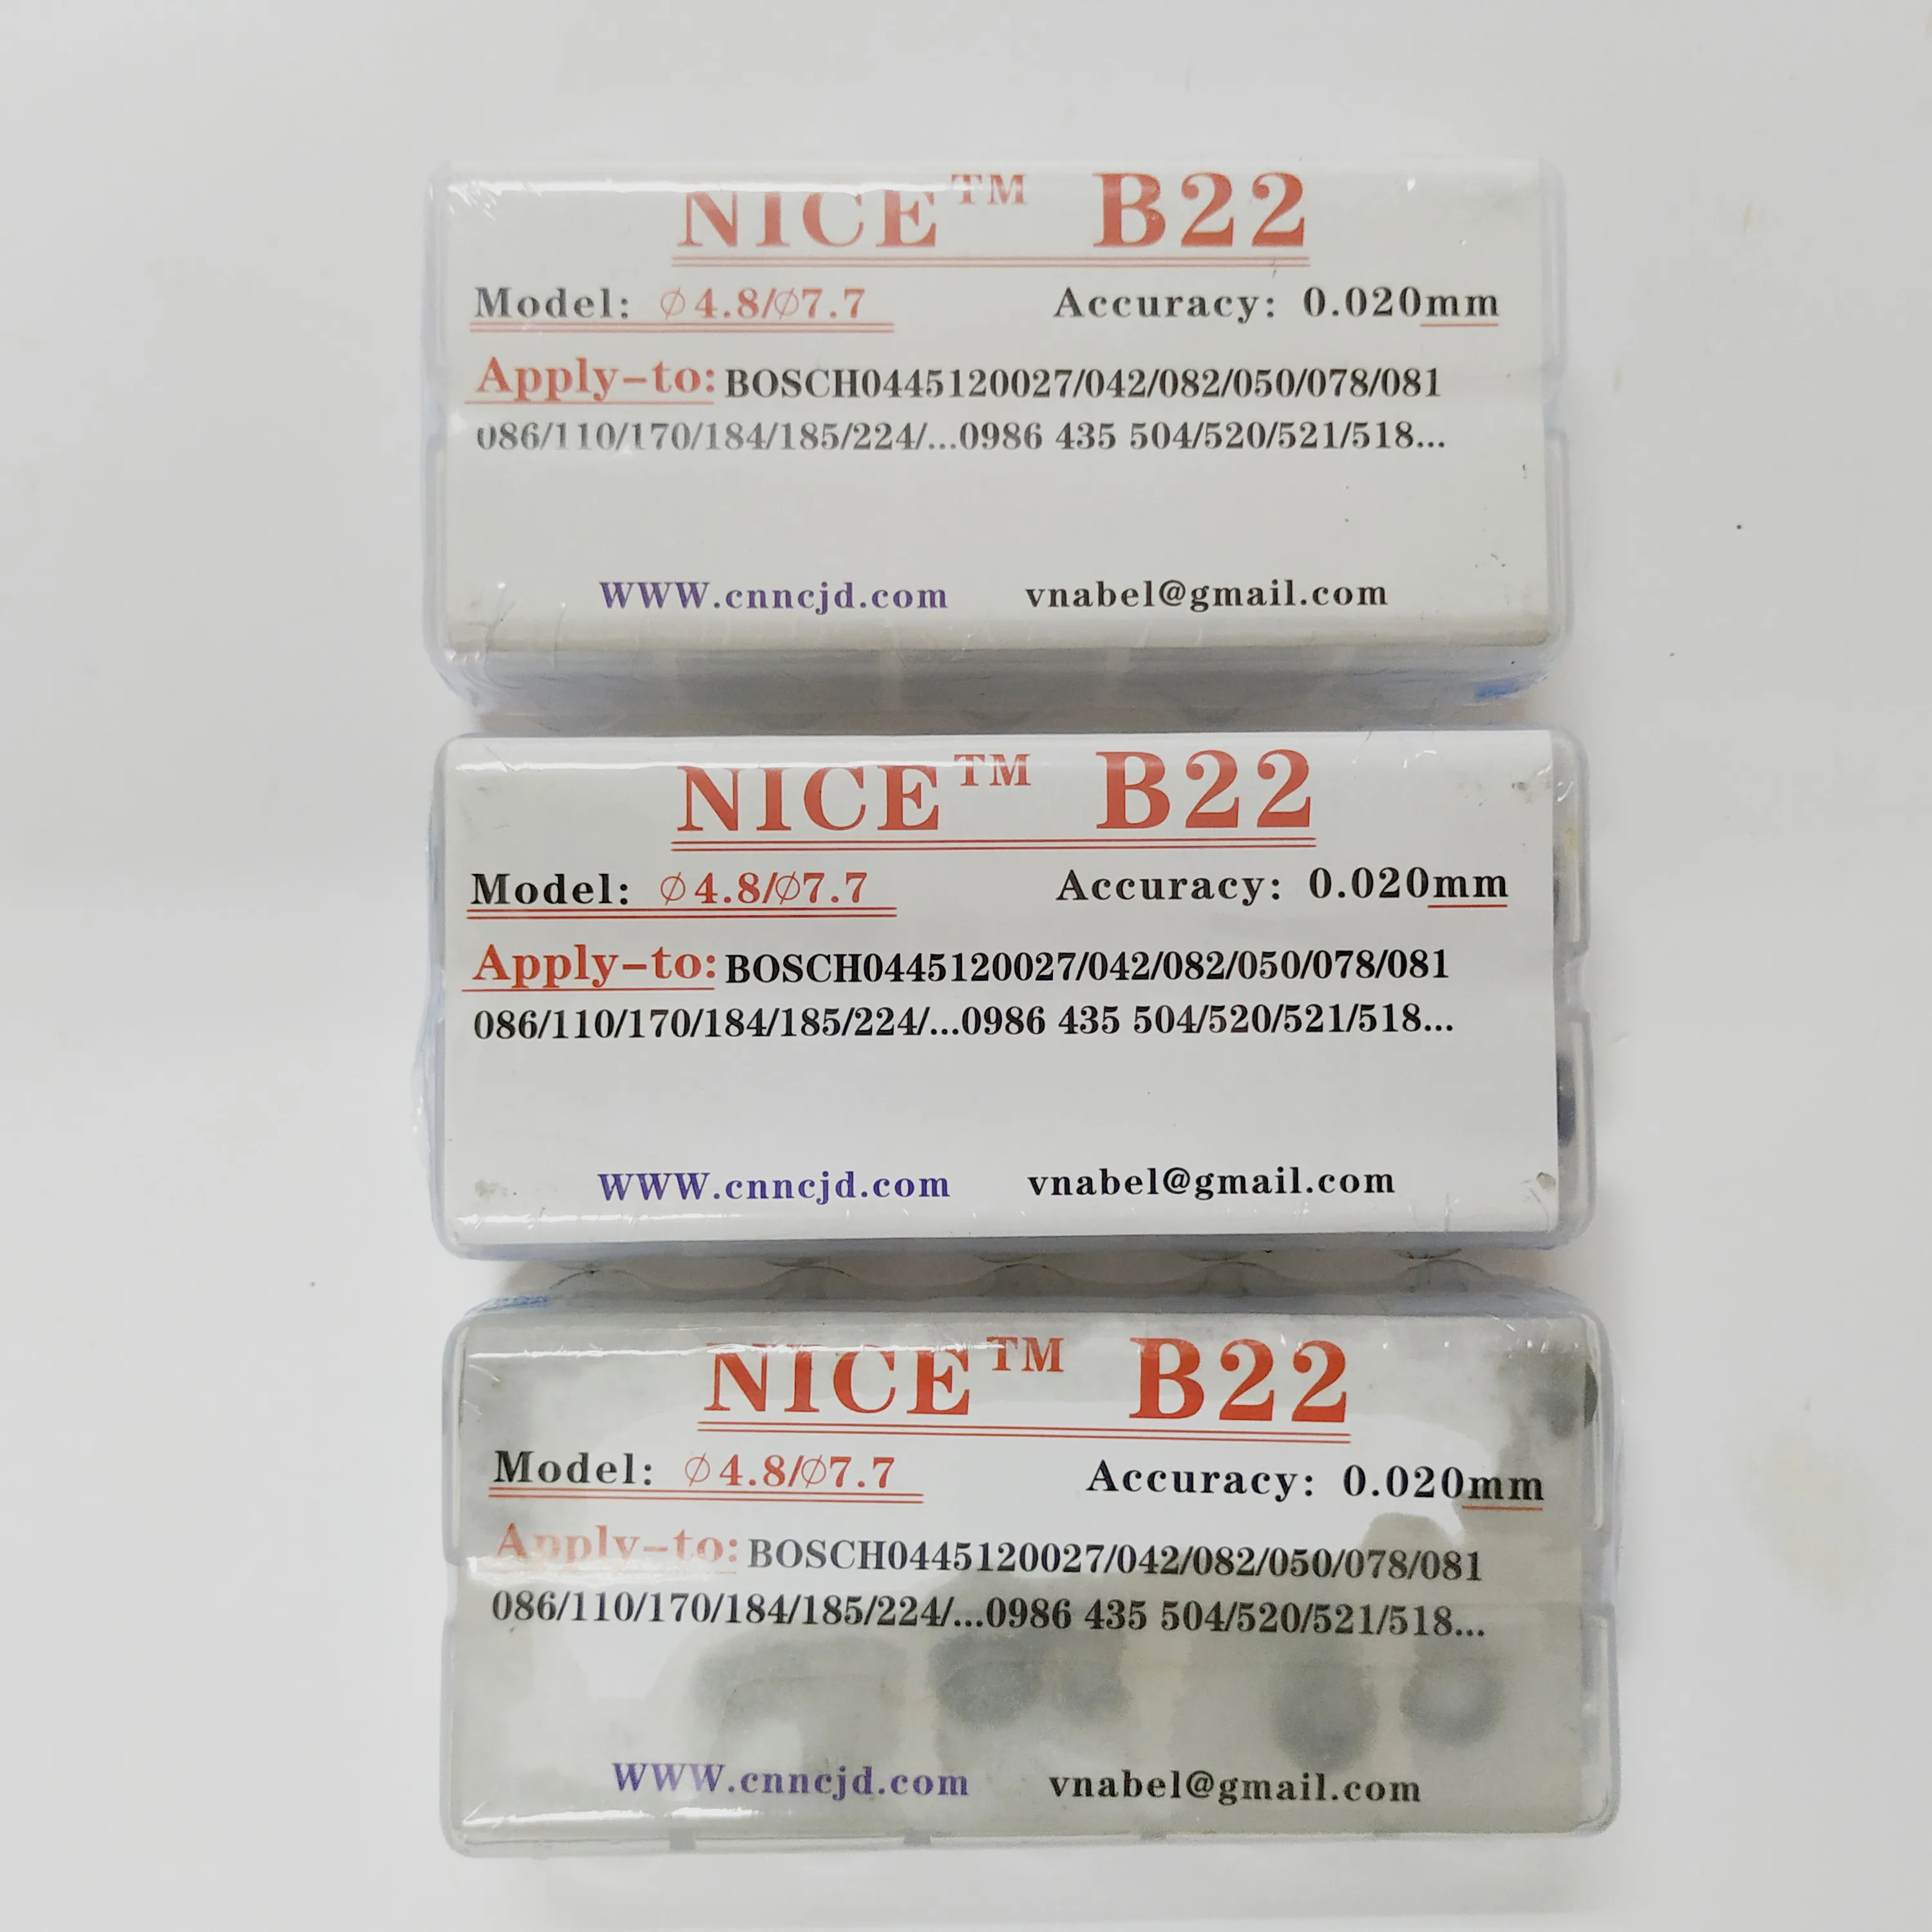 NICE™ B22
Model: ∅4.8/∅7.7 Accuracy: 0.020mm
Apply-to: BOSCH0445120027/042/082/050/078/081
086/110/170/184/185/224/...0986 435 504/520/521/518...
WWW.cnncjd.com vnabel@gmail.com
NICE™ B22
Model: ∅4.8/∅7.7 Accuracy: 0.020mm
Apply-to: BOSCH0445120027/042/082/050/078/081
086/110/170/184/185/224/...0986 435 504/520/521/518...
WWW.cnncjd.com vnabel@gmail.com
NICE™ B22
Model: ∅4.8/∅7.7 Accuracy: 0.020mm
Apply-to: BOSCH0445120027/042/082/050/078/081
086/110/170/184/185/224/...0986 435 504/520/521/518...
WWW.cnncjd.com vnabel@gmail.com